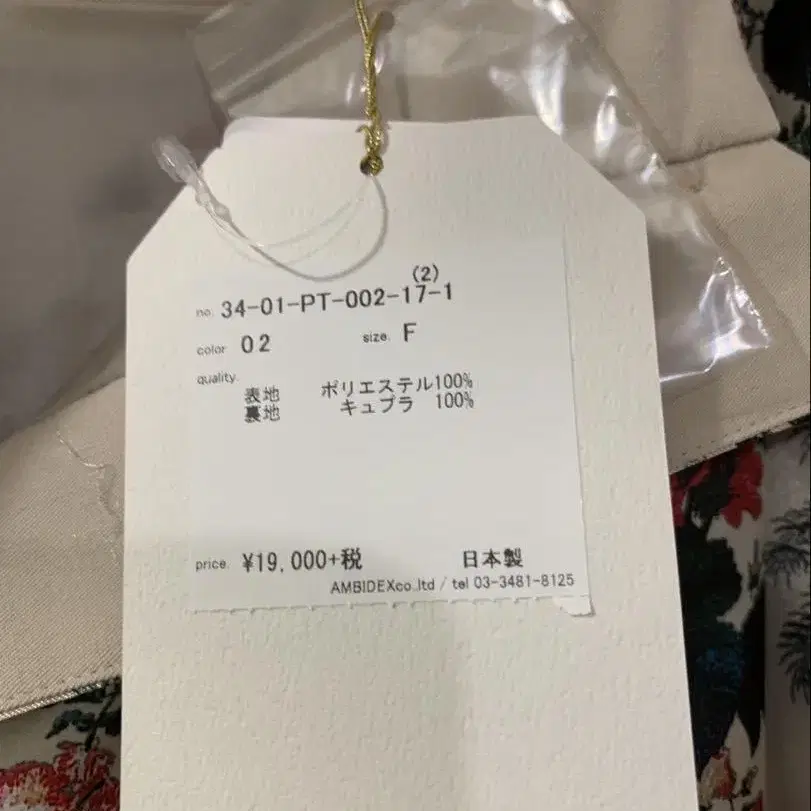 (2)
no. 34-01-PT-002-17-1
color 02 size. F
quality.
表地 ポリエステル100%
裏地 キュプラ 100%
price. ¥19,000+税 日本製
AMBIDEXco.ltd / tel 03-3481-8125